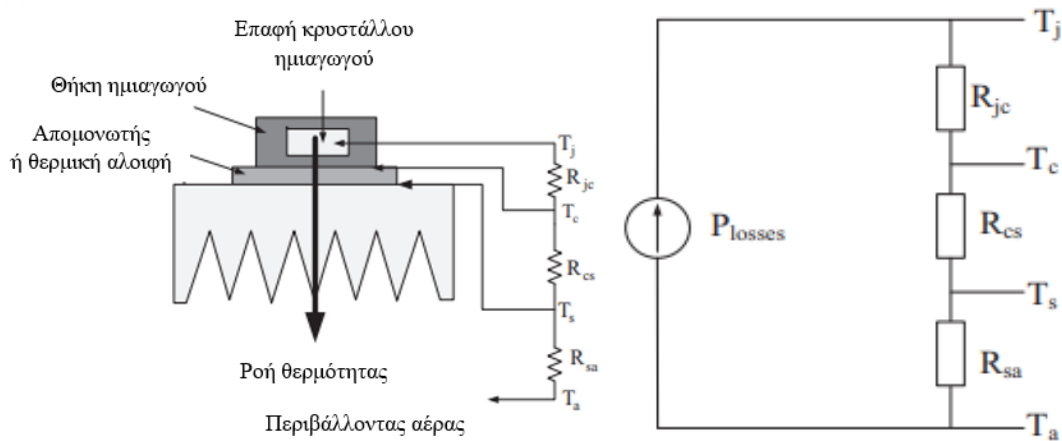 Επαφή κρυστάλλου
ημιαγωγού
Θήκη ημιαγωγού
Απομονωτής
ή θερμική αλοιφή
T_j
R_jc
T_c
R_cs
T_s
R_sa
T_a
Ροή θερμότητας
Περιβάλλοντας αέρας
P_losses
T_j
R_jc
T_c
R_cs
T_s
R_sa
T_a